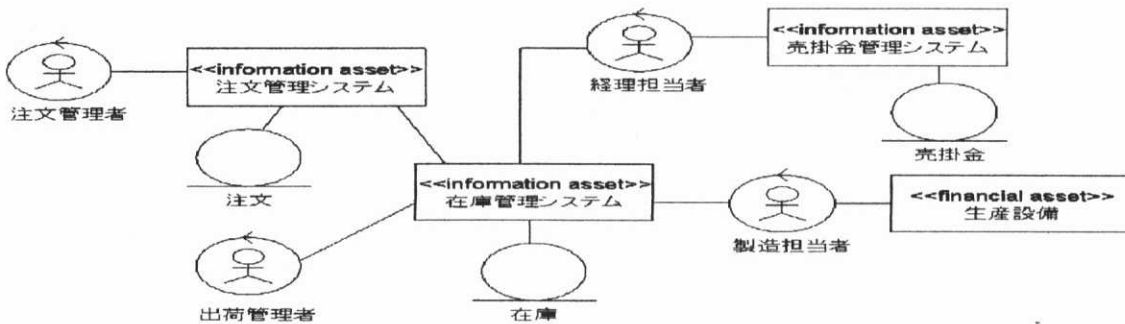 <<information asset>>
売掛金管理システム
<<information asset>>
注文管理システム
経理担当者
注文管理者
売掛金
<<information asset>>
在庫管理システム
<<financial asset>>
生産設備
注文
製造担当者
出荷管理者
在庫